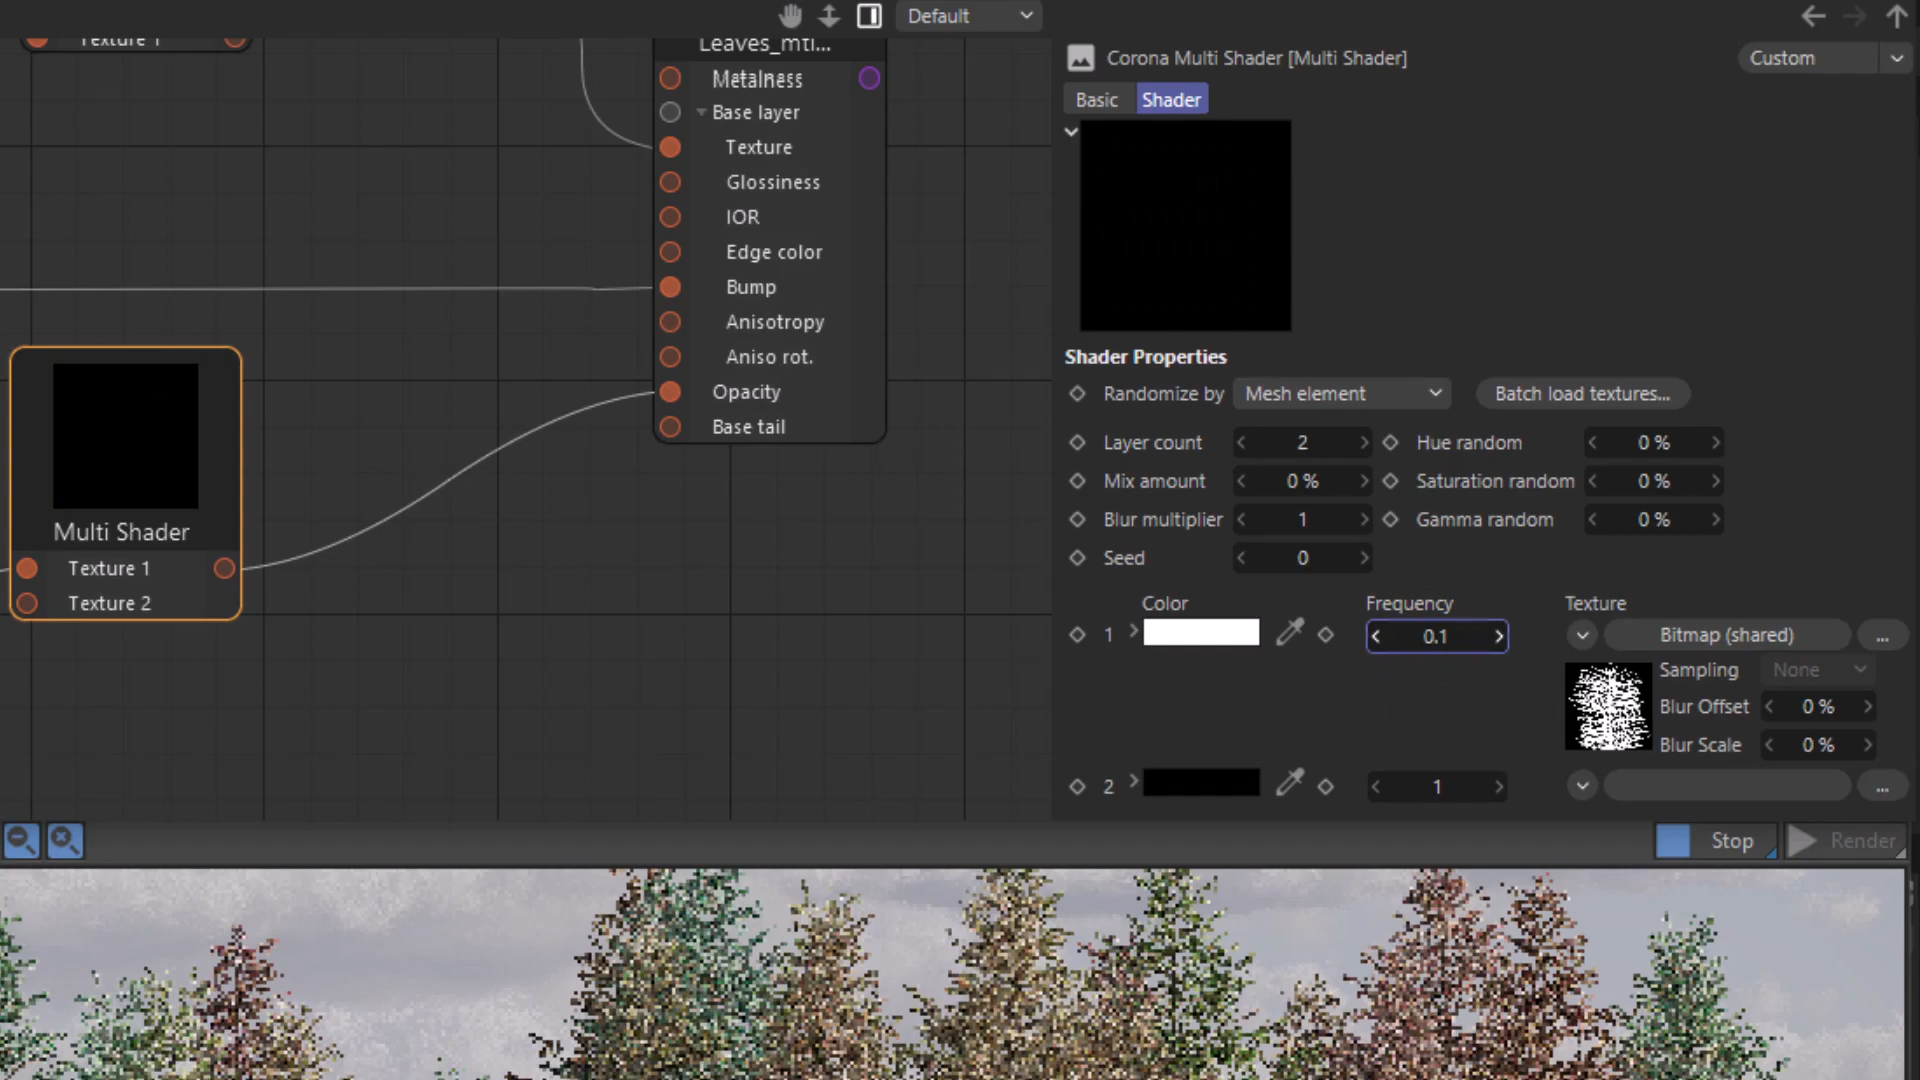 Default
Texture 1
Leaves_mtl...
Metalness
Base layer
Texture
Glossiness
IOR
Edge color
Bump
Anisotropy
Aniso rot.
Opacity
Base tail
Multi Shader
Texture 1
Texture 2
Corona Multi Shader [Multi Shader]
Custom
Basic Shader
Shader Properties
Randomize by Mesh element Batch load textures...
Layer count 2 Hue random 0 %
Mix amount 0 % Saturation random 0 %
Blur multiplier 1 Gamma random 0 %
Seed 0
Color Frequency Texture
1 0.1 Bitmap (shared) ...
Sampling None
Blur Offset 0 %
Blur Scale 0 %
2 1 ...
Stop Render